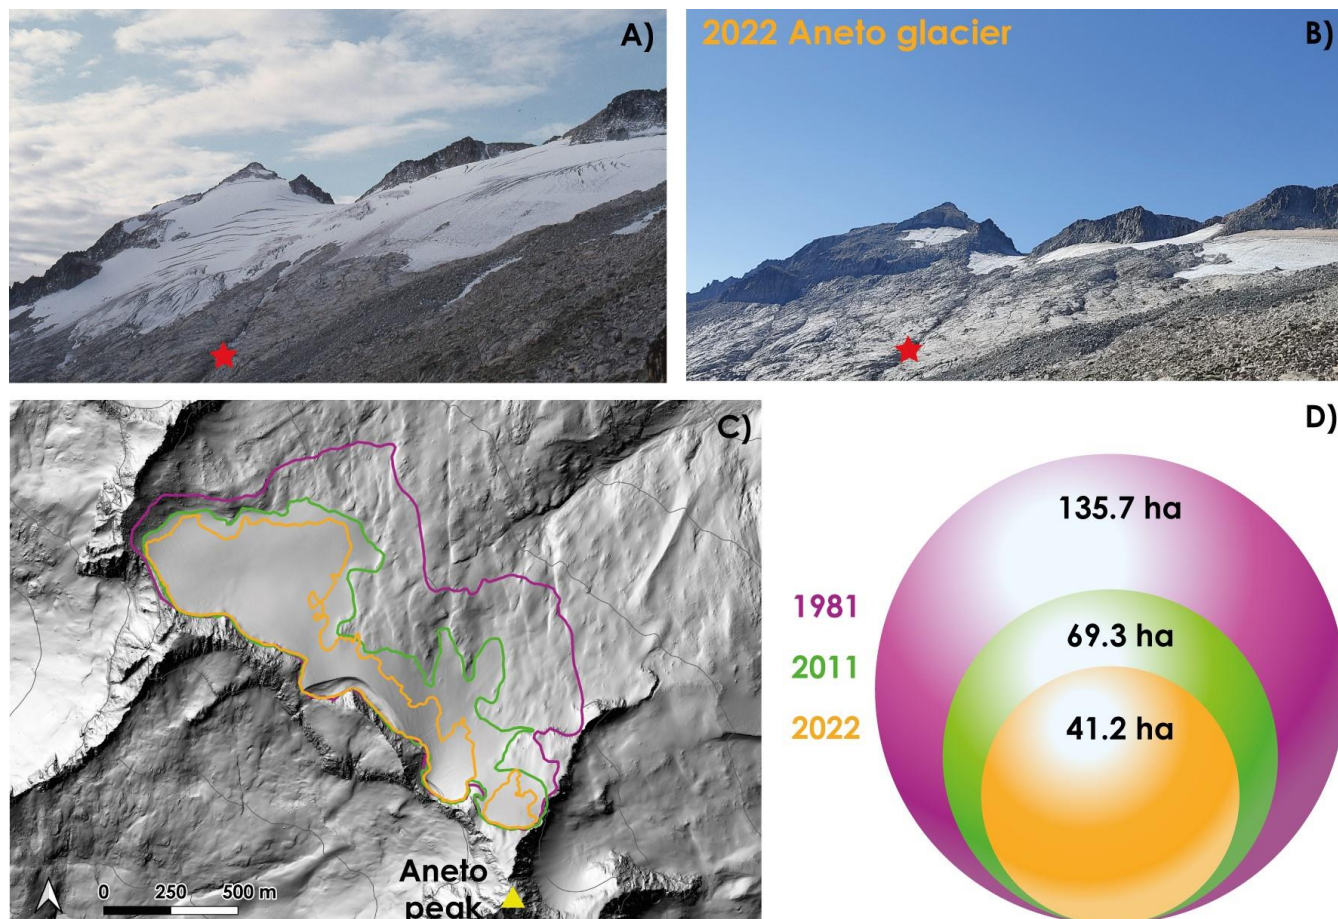 A)
2022 Aneto glacier
B)
C)
Aneto
peak
0 250 500 m
D)
135.7 ha
69.3 ha
41.2 ha
1981
2011
2022